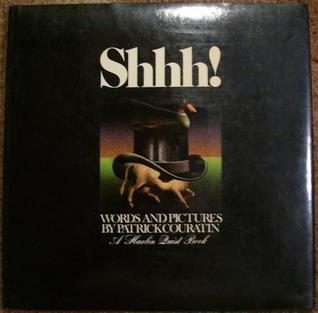 Shhh!
WORDS AND PICTURES
BY PATRICK COURATIN
A Harlin Quist Book